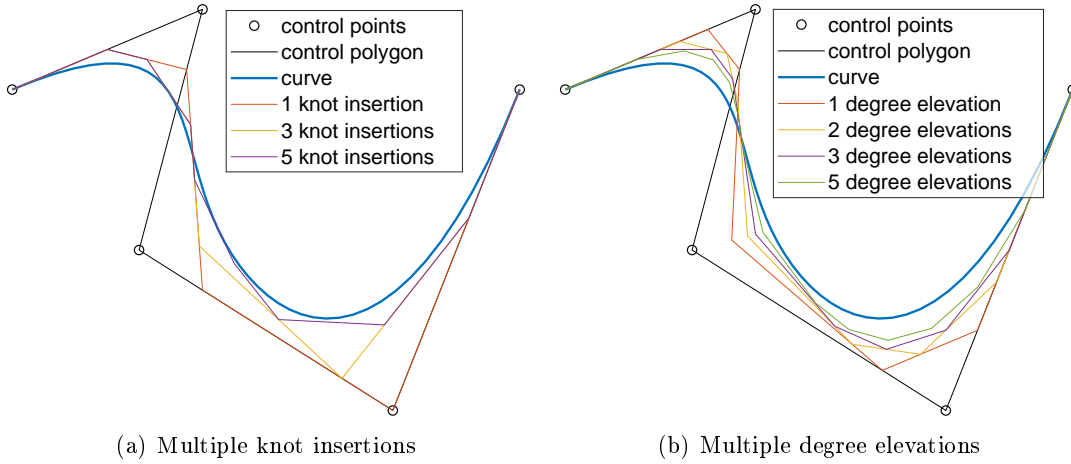 control points
control polygon
curve
1 knot insertion
3 knot insertions
5 knot insertions
(a) Multiple knot insertions
control points
control polygon
curve
1 degree elevation
2 degree elevations
3 degree elevations
5 degree elevations
(b) Multiple degree elevations